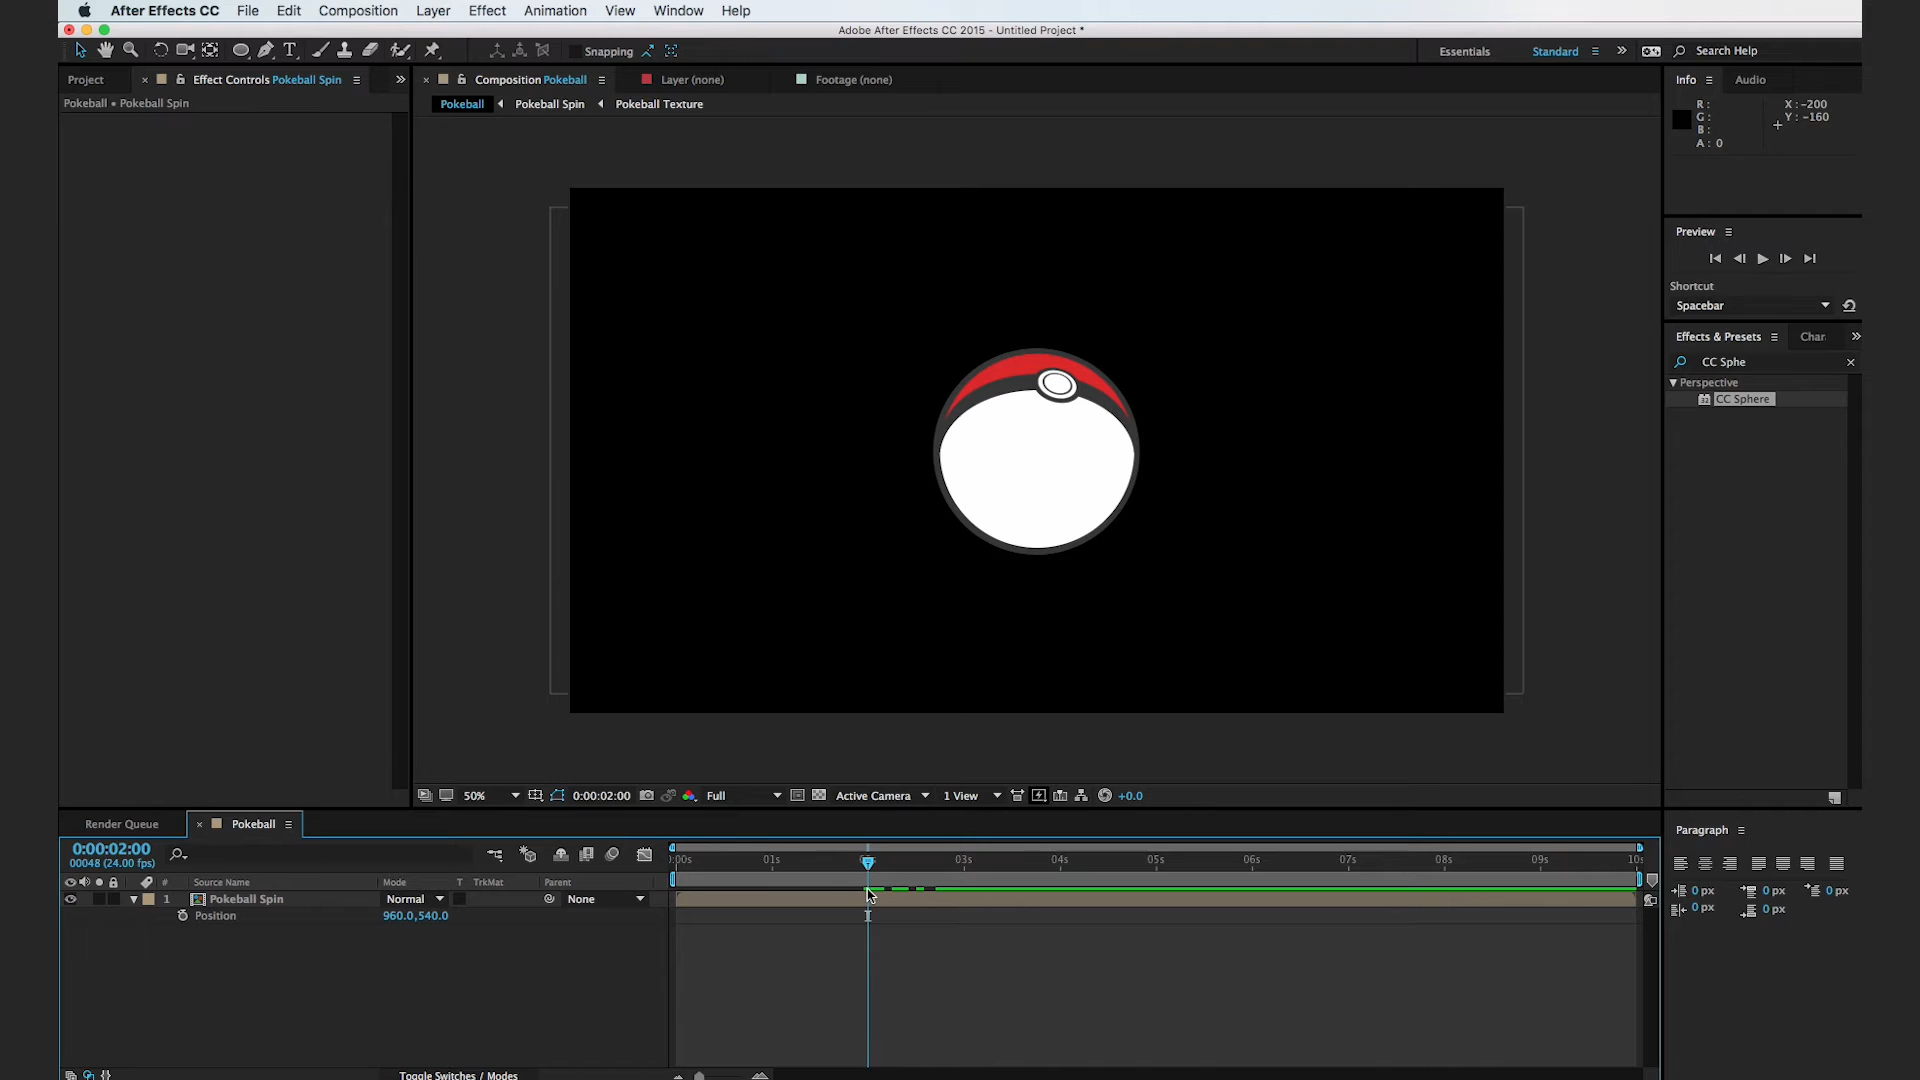 After Effects CC File Edit Composition Layer Effect Animation View Window Help
Adobe After Effects CC 2015 - Untitled Project *
T Snapping Essentials Standard Search Help
Project Effect Controls Pokeball Spin Composition Pokeball Layer (none) Footage (none) Info Audio
Pokeball • Pokeball Spin Pokeball Pokeball Spin Pokeball Texture
R : X : -200
G : Y : -160
B :
A : 0
Preview
Shortcut
Spacebar
Effects & Presets Char
CC Sphe
Perspective
CC Sphere
50% 0:00:02:00 Full Active Camera 1 View +0.0
Render Queue Pokeball Paragraph
0:00:02:00
00048 (24.00 fps)
):00s 01s 03s 04s 05s 06s 07s 08s 09s 10s
# Source Name Mode T TrkMat Parent
1 Pokeball Spin Normal None
Position 960.0,540.0
0 px 0 px 0 px
0 px 0 px
Toggle Switches / Modes